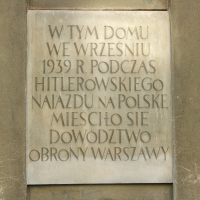 W TYM DOMU
WE WRZEŚNIU
1939 R. PODCZAS
HITLEROWSKIEGO
NAJAZDU NA POLSKĘ
MIEŚCIŁO SIĘ
DOWÓDZTWO
OBRONY WARSZAWY